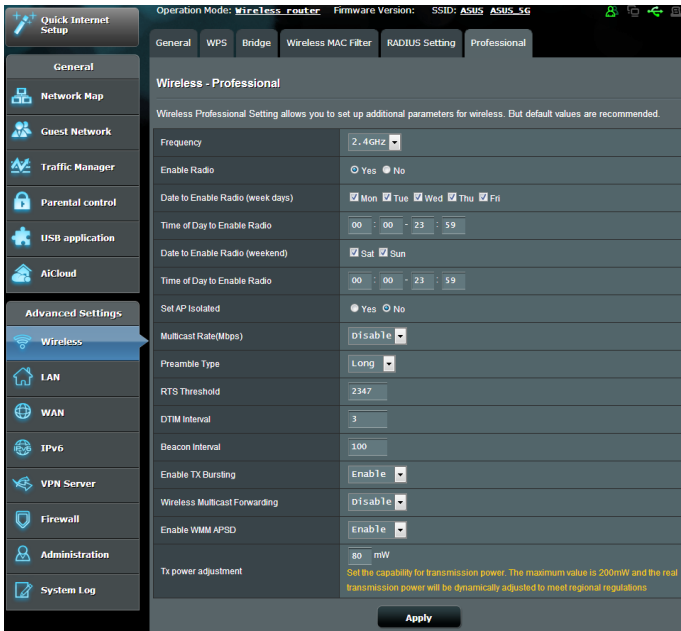 Operation Mode: Wireless router Firmware Version: SSID: ASUS ASUS_5G
Quick Internet Setup
General WPS Bridge Wireless MAC Filter RADIUS Setting Professional
General
Network Map
Guest Network
Traffic Manager
Parental control
USB application
AiCloud
Advanced Settings
Wireless
LAN
WAN
IPv6
VPN Server
Firewall
Administration
System Log
Wireless - Professional
Wireless Professional Setting allows you to set up additional parameters for wireless. But default values are recommended.
Frequency 2.4GHz
Enable Radio Yes No
Date to Enable Radio (week days) Mon Tue Wed Thu Fri
Time of Day to Enable Radio 00 : 00 - 23 : 59
Date to Enable Radio (weekend) Sat Sun
Time of Day to Enable Radio 00 : 00 - 23 : 59
Set AP Isolated Yes No
Multicast Rate(Mbps) Disable
Preamble Type Long
RTS Threshold 2347
DTIM Interval 3
Beacon Interval 100
Enable TX Bursting Enable
Wireless Multicast Forwarding Disable
Enable WMM APSD Enable
Tx power adjustment 80 mW
Set the capability for transmission power. The maximum value is 200mW and the real
transmission power will be dynamically adjusted to meet regional regulations
Apply